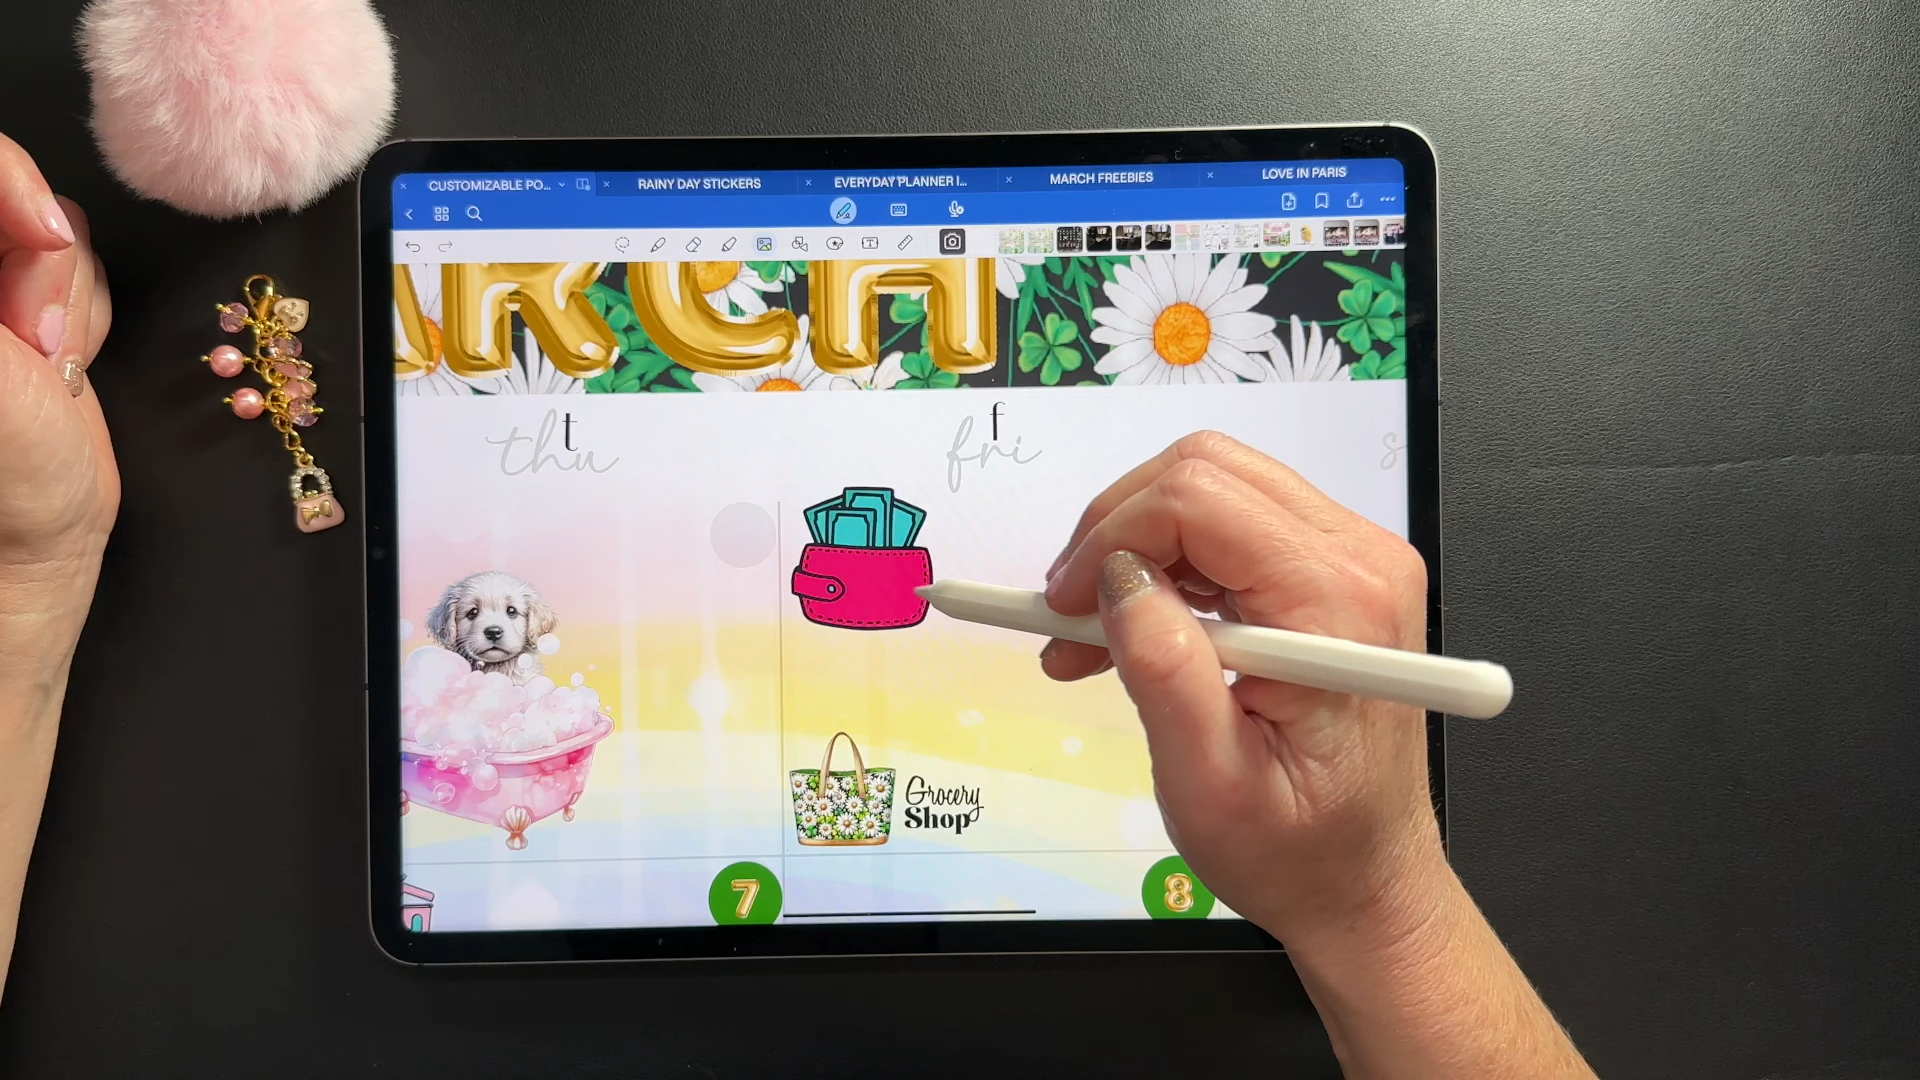 CUSTOMIZABLE PO...
RAINY DAY STICKERS
EVERYDAY PLANNER I...
MARCH FREEBIES
LOVE IN PARIS
ARCH
thu
t
fri
f
s
Grocery
Shop
7
8